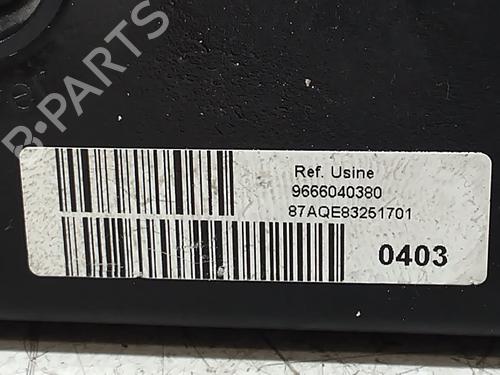 B-PARTS
Ref. Usine
9666040380
87AQE83251701
0403